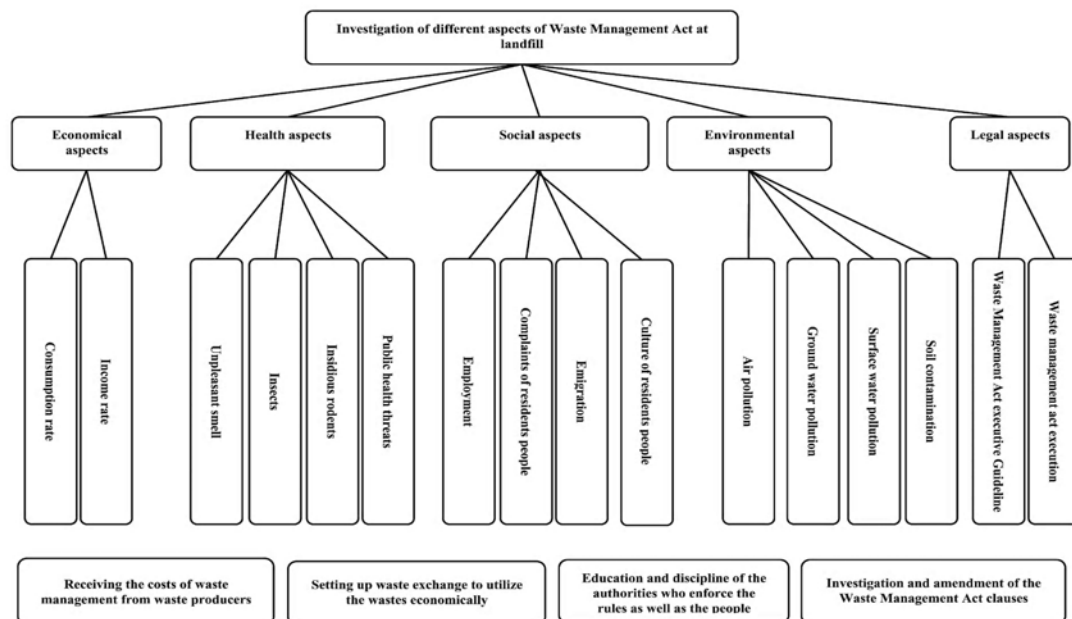 Investigation of different aspects of Waste Management Act at
landfill
Economical
aspects
Health aspects
Social aspects
Environmental
aspects
Legal aspects
Consumption rate
Income rate
Unpleasant smell
Insects
Insidious rodents
Public health threats
Employment
Complaints of residents people
Emigration
Culture of residents people
Air pollution
Ground water pollution
Surface water pollution
Soil contamination
Waste Management Act executive Guideline
Waste management act execution
Receiving the costs of waste
management from waste producers
Setting up waste exchange to utilize
the wastes economically
Education and discipline of the
authorities who enforce the
rules as well as the people
Investigation and amendment of the
Waste Management Act clauses